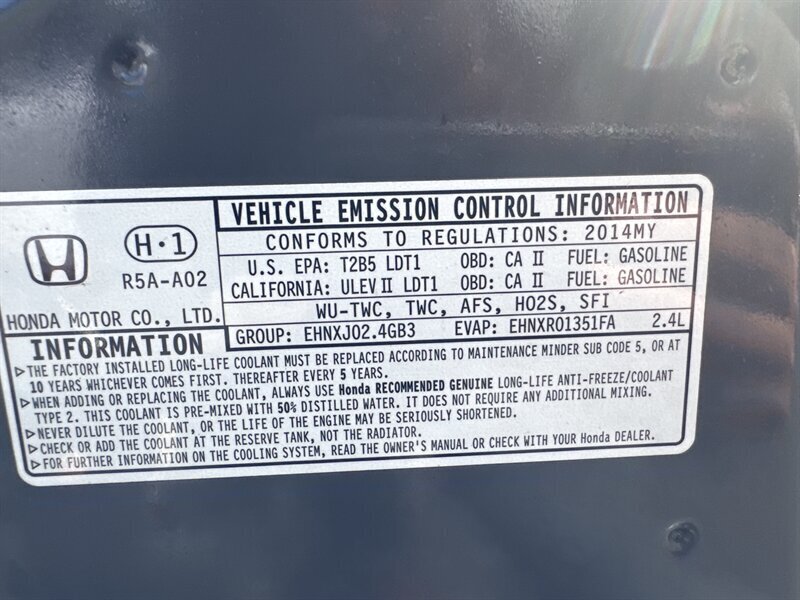 VEHICLE EMISSION CONTROL INFORMATION
H·1
CONFORMS TO REGULATIONS: 2014MY
R5A-A02
U.S. EPA: T2B5 LDT1 OBD: CA II FUEL: GASOLINE
CALIFORNIA: ULEV II LDT1 OBD: CA II FUEL: GASOLINE
WU-TWC, TWC, AFS, HO2S, SFI
HONDA MOTOR CO., LTD.
GROUP: EHNXJ02.4GB3 EVAP: EHNXR01351FA 2.4L
INFORMATION
▷THE FACTORY INSTALLED LONG-LIFE COOLANT MUST BE REPLACED ACCORDING TO MAINTENANCE MINDER SUB CODE 5, OR AT
10 YEARS WHICHEVER COMES FIRST. THEREAFTER EVERY 5 YEARS.
▷WHEN ADDING OR REPLACING THE COOLANT, ALWAYS USE Honda RECOMMENDED GENUINE LONG-LIFE ANTI-FREEZE/COOLANT
TYPE 2. THIS COOLANT IS PRE-MIXED WITH 50% DISTILLED WATER. IT DOES NOT REQUIRE ANY ADDITIONAL MIXING.
▷NEVER DILUTE THE COOLANT, OR THE LIFE OF THE ENGINE MAY BE SERIOUSLY SHORTENED.
▷CHECK OR ADD THE COOLANT AT THE RESERVE TANK, NOT THE RADIATOR.
▷FOR FURTHER INFORMATION ON THE COOLING SYSTEM, READ THE OWNER'S MANUAL OR CHECK WITH YOUR Honda DEALER.